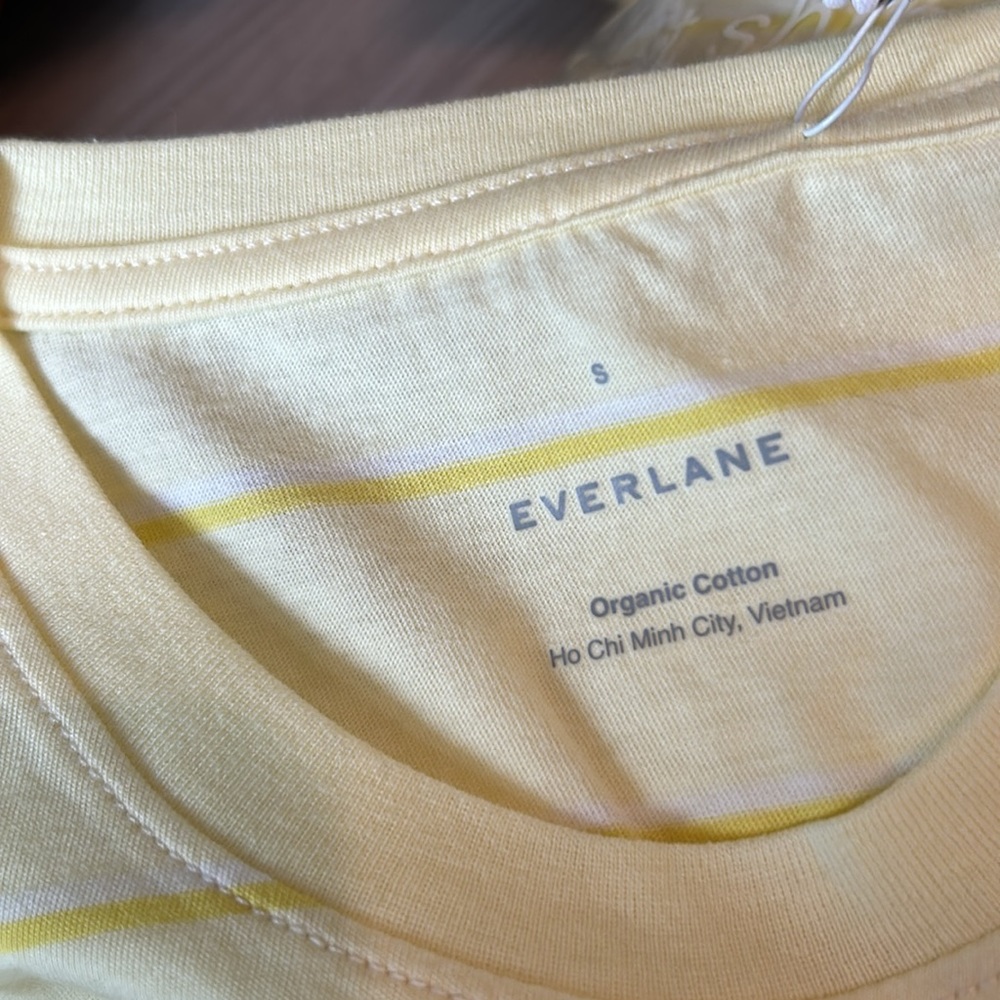 S
EVERLANE
Organic Cotton
Ho Chi Minh City, Vietnam